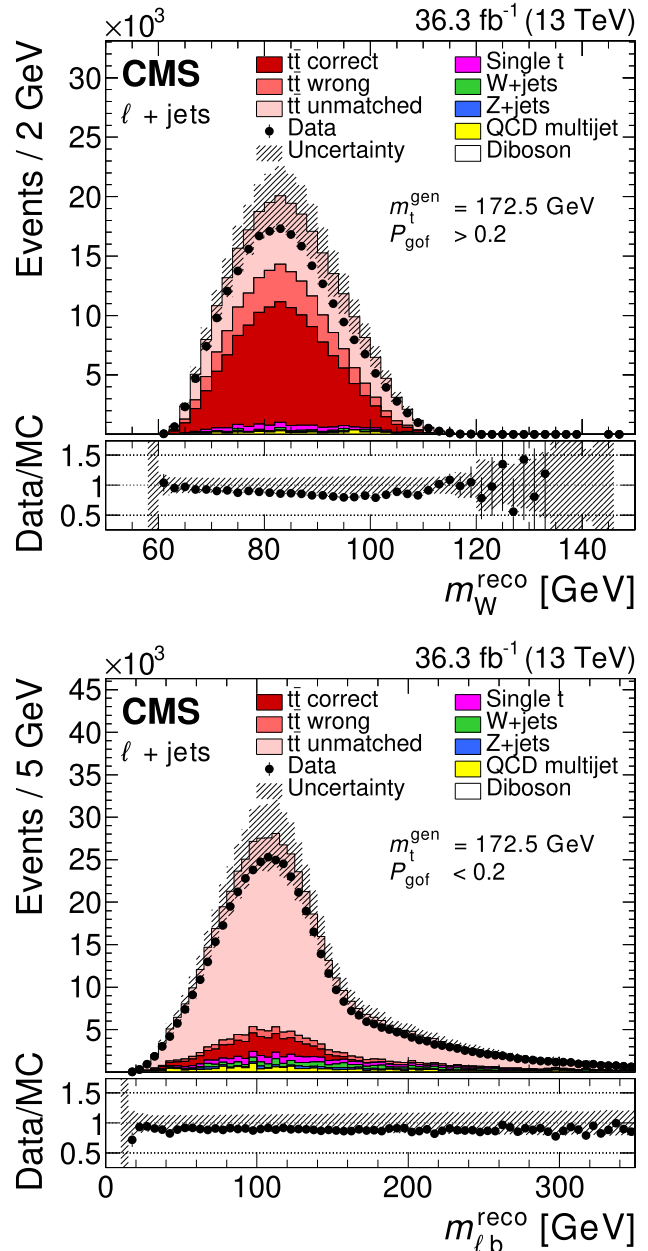 ×10³ 36.3 fb⁻¹ (13 TeV)
CMS
ℓ + jets
tt̄ correct
tt̄ wrong
tt̄ unmatched
Data
Uncertainty
Single t
W+jets
Z+jets
QCD multijet
Diboson
m_t^gen = 172.5 GeV
P_gof > 0.2
Events / 2 GeV
30
25
20
15
10
5
Data/MC
1.5
1
0.5
60 80 100 120 140
m_W^reco [GeV]
×10³ 36.3 fb⁻¹ (13 TeV)
CMS
ℓ + jets
tt̄ correct
tt̄ wrong
tt̄ unmatched
Data
Uncertainty
Single t
W+jets
Z+jets
QCD multijet
Diboson
m_t^gen = 172.5 GeV
P_gof < 0.2
Events / 5 GeV
45
40
35
30
25
20
15
10
5
Data/MC
1.5
1
0.5
0 100 200 300
m_ℓb^reco [GeV]